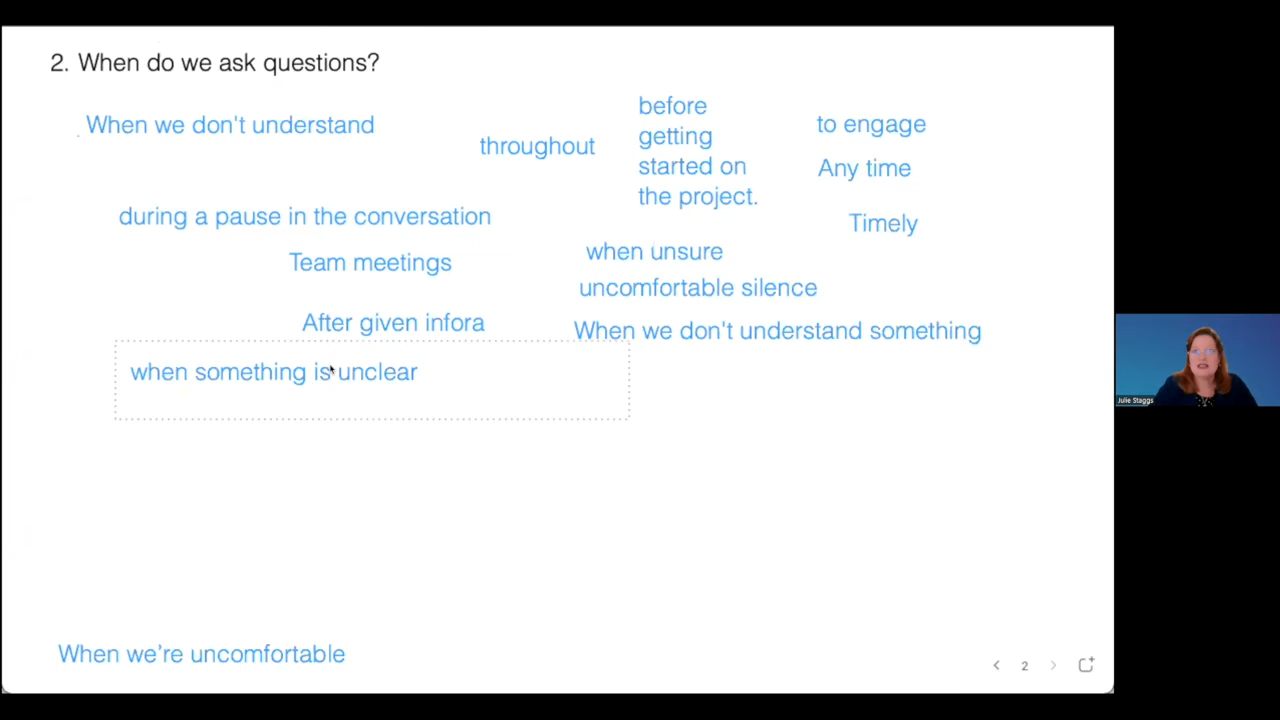 2. When do we ask questions?
When we don't understand
throughout
before
getting
started on
the project.
to engage
Any time
Timely
during a pause in the conversation
Team meetings
when unsure
uncomfortable silence
After given infora
When we don't understand something
when something is unclear
When we’re uncomfortable
2
Julie Staggs